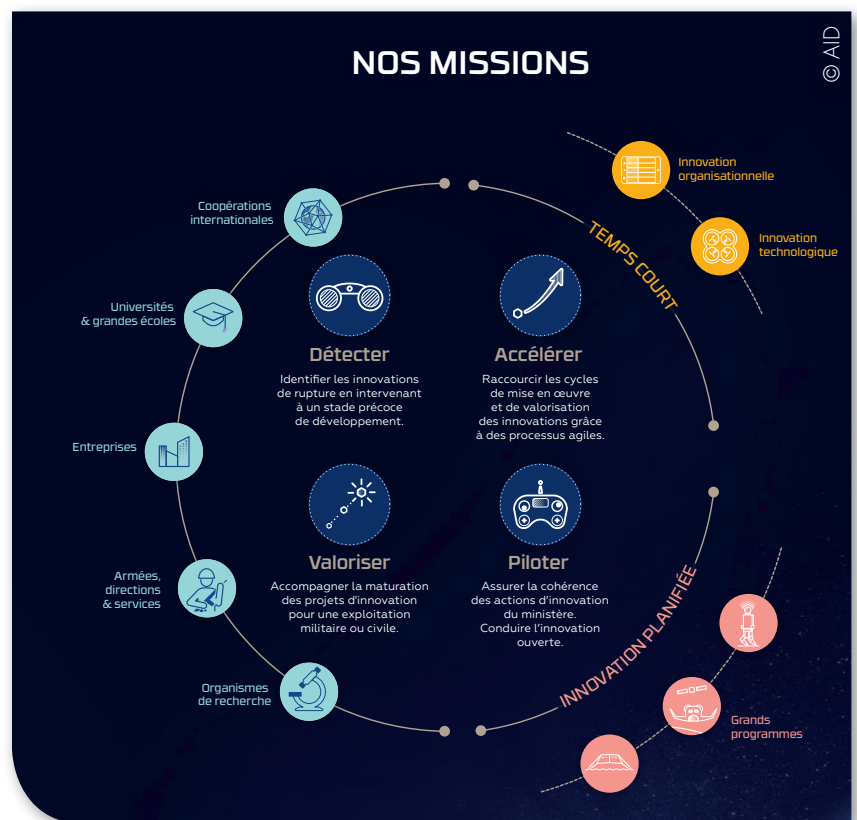 NOS MISSIONS
© AID
Coopérations
internationales
Universités
& grandes écoles
Entreprises
Armées,
directions
& services
Organismes
de recherche
Détecter
Identifier les innovations
de rupture en intervenant
à un stade précoce
de développement.
Accélérer
Raccourcir les cycles
de mise en œuvre
et de valorisation
des innovations grâce
à des processus agiles.
Valoriser
Accompagner la maturation
des projets d'innovation
pour une exploitation
militaire ou civile.
Piloter
Assurer la cohérence
des actions d'innovation
du ministère.
Conduire l'innovation
ouverte.
TEMPS COURT
Innovation
organisationnelle
Innovation
technologique
INNOVATION PLANIFIÉE
Grands
programmes